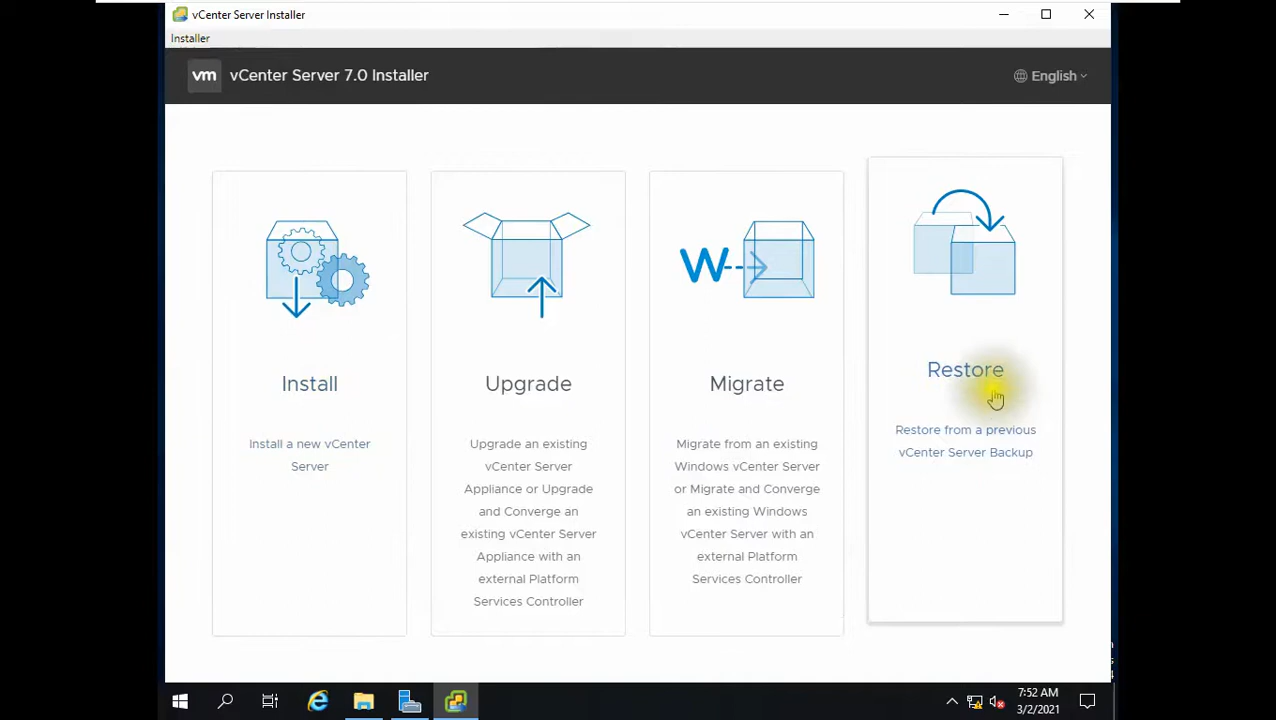 vCenter Server Installer
Installer
vm vCenter Server 7.0 Installer
English
Install
Install a new vCenter
Server
Upgrade
Upgrade an existing
vCenter Server
Appliance or Upgrade
and Converge an
existing vCenter Server
Appliance with an
external Platform
Services Controller
W
Migrate
Migrate from an existing
Windows vCenter Server
or Migrate and Converge
an existing Windows
vCenter Server with an
external Platform
Services Controller
Restore
Restore from a previous
vCenter Server Backup
7:52 AM
3/2/2021